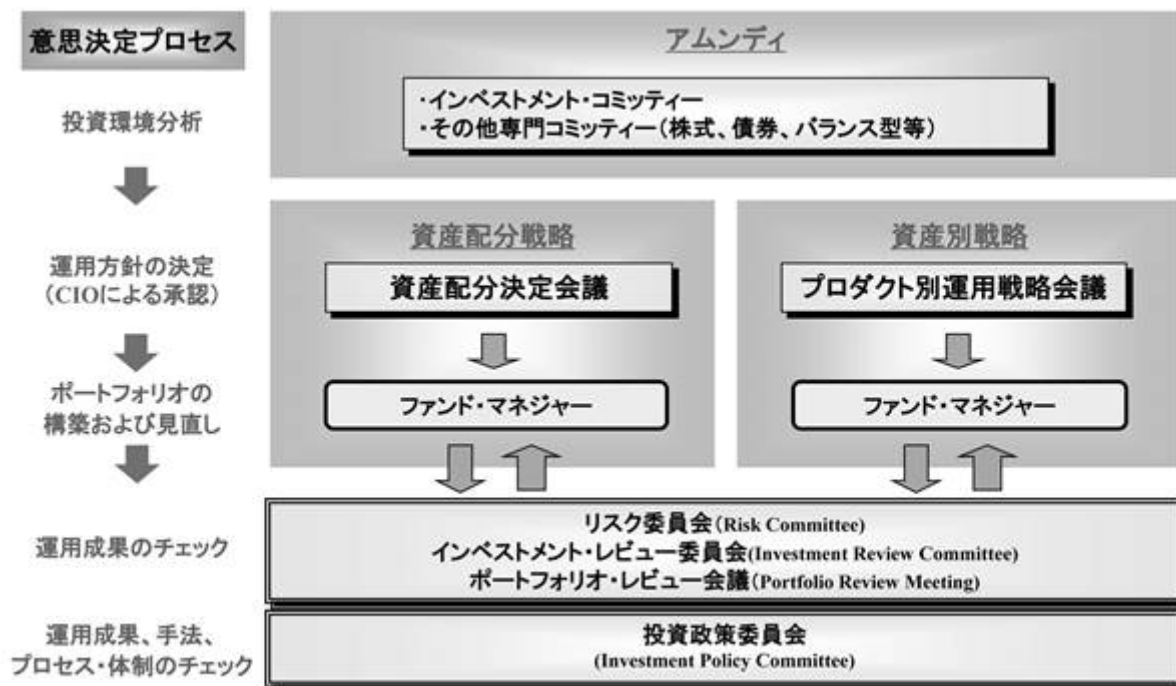 意思決定プロセス
アムンディ
投資環境分析
・インベストメント・コミッティー
・その他専門コミッティー(株式、債券、バランス型等)
運用方針の決定
(CIOによる承認)
資産配分戦略
資産配分決定会議
資産別戦略
プロダクト別運用戦略会議
ポートフォリオの
構築および見直し
ファンド・マネジャー
ファンド・マネジャー
運用成果のチェック
リスク委員会(Risk Committee)
インベストメント・レビュー委員会(Investment Review Committee)
ポートフォリオ・レビュー会議(Portfolio Review Meeting)
運用成果、手法、
プロセス・体制のチェック
投資政策委員会
(Investment Policy Committee)